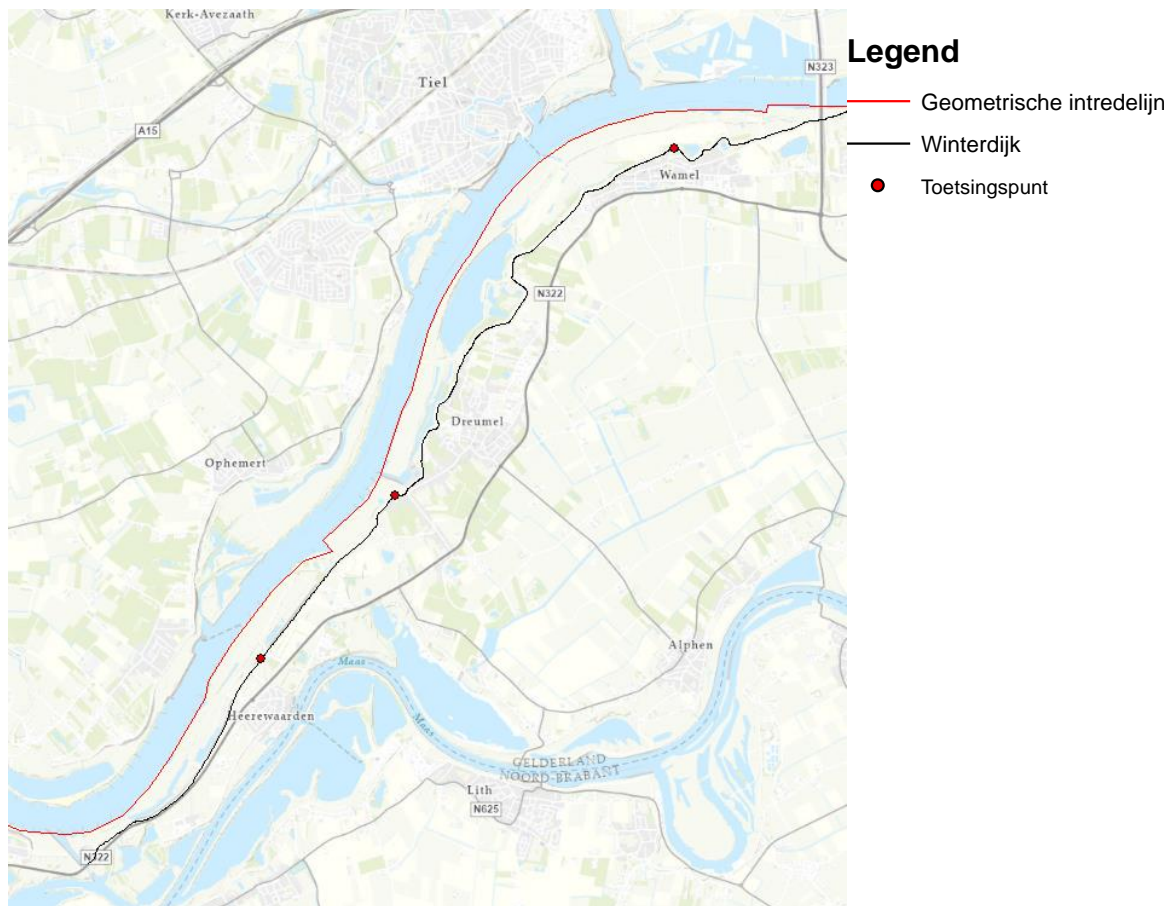 Kerk-Avezaath
Legend
Tiel
N323
Geometrische intredelijn
A15
Winterdijk
Wamel
Toetsingspunt
N322
Dreumel
Ophemert
Alphen
Maas
Heerewaarden
Maas
GELDERLAND
NOORD-BRABANT
Lith
N625
N322